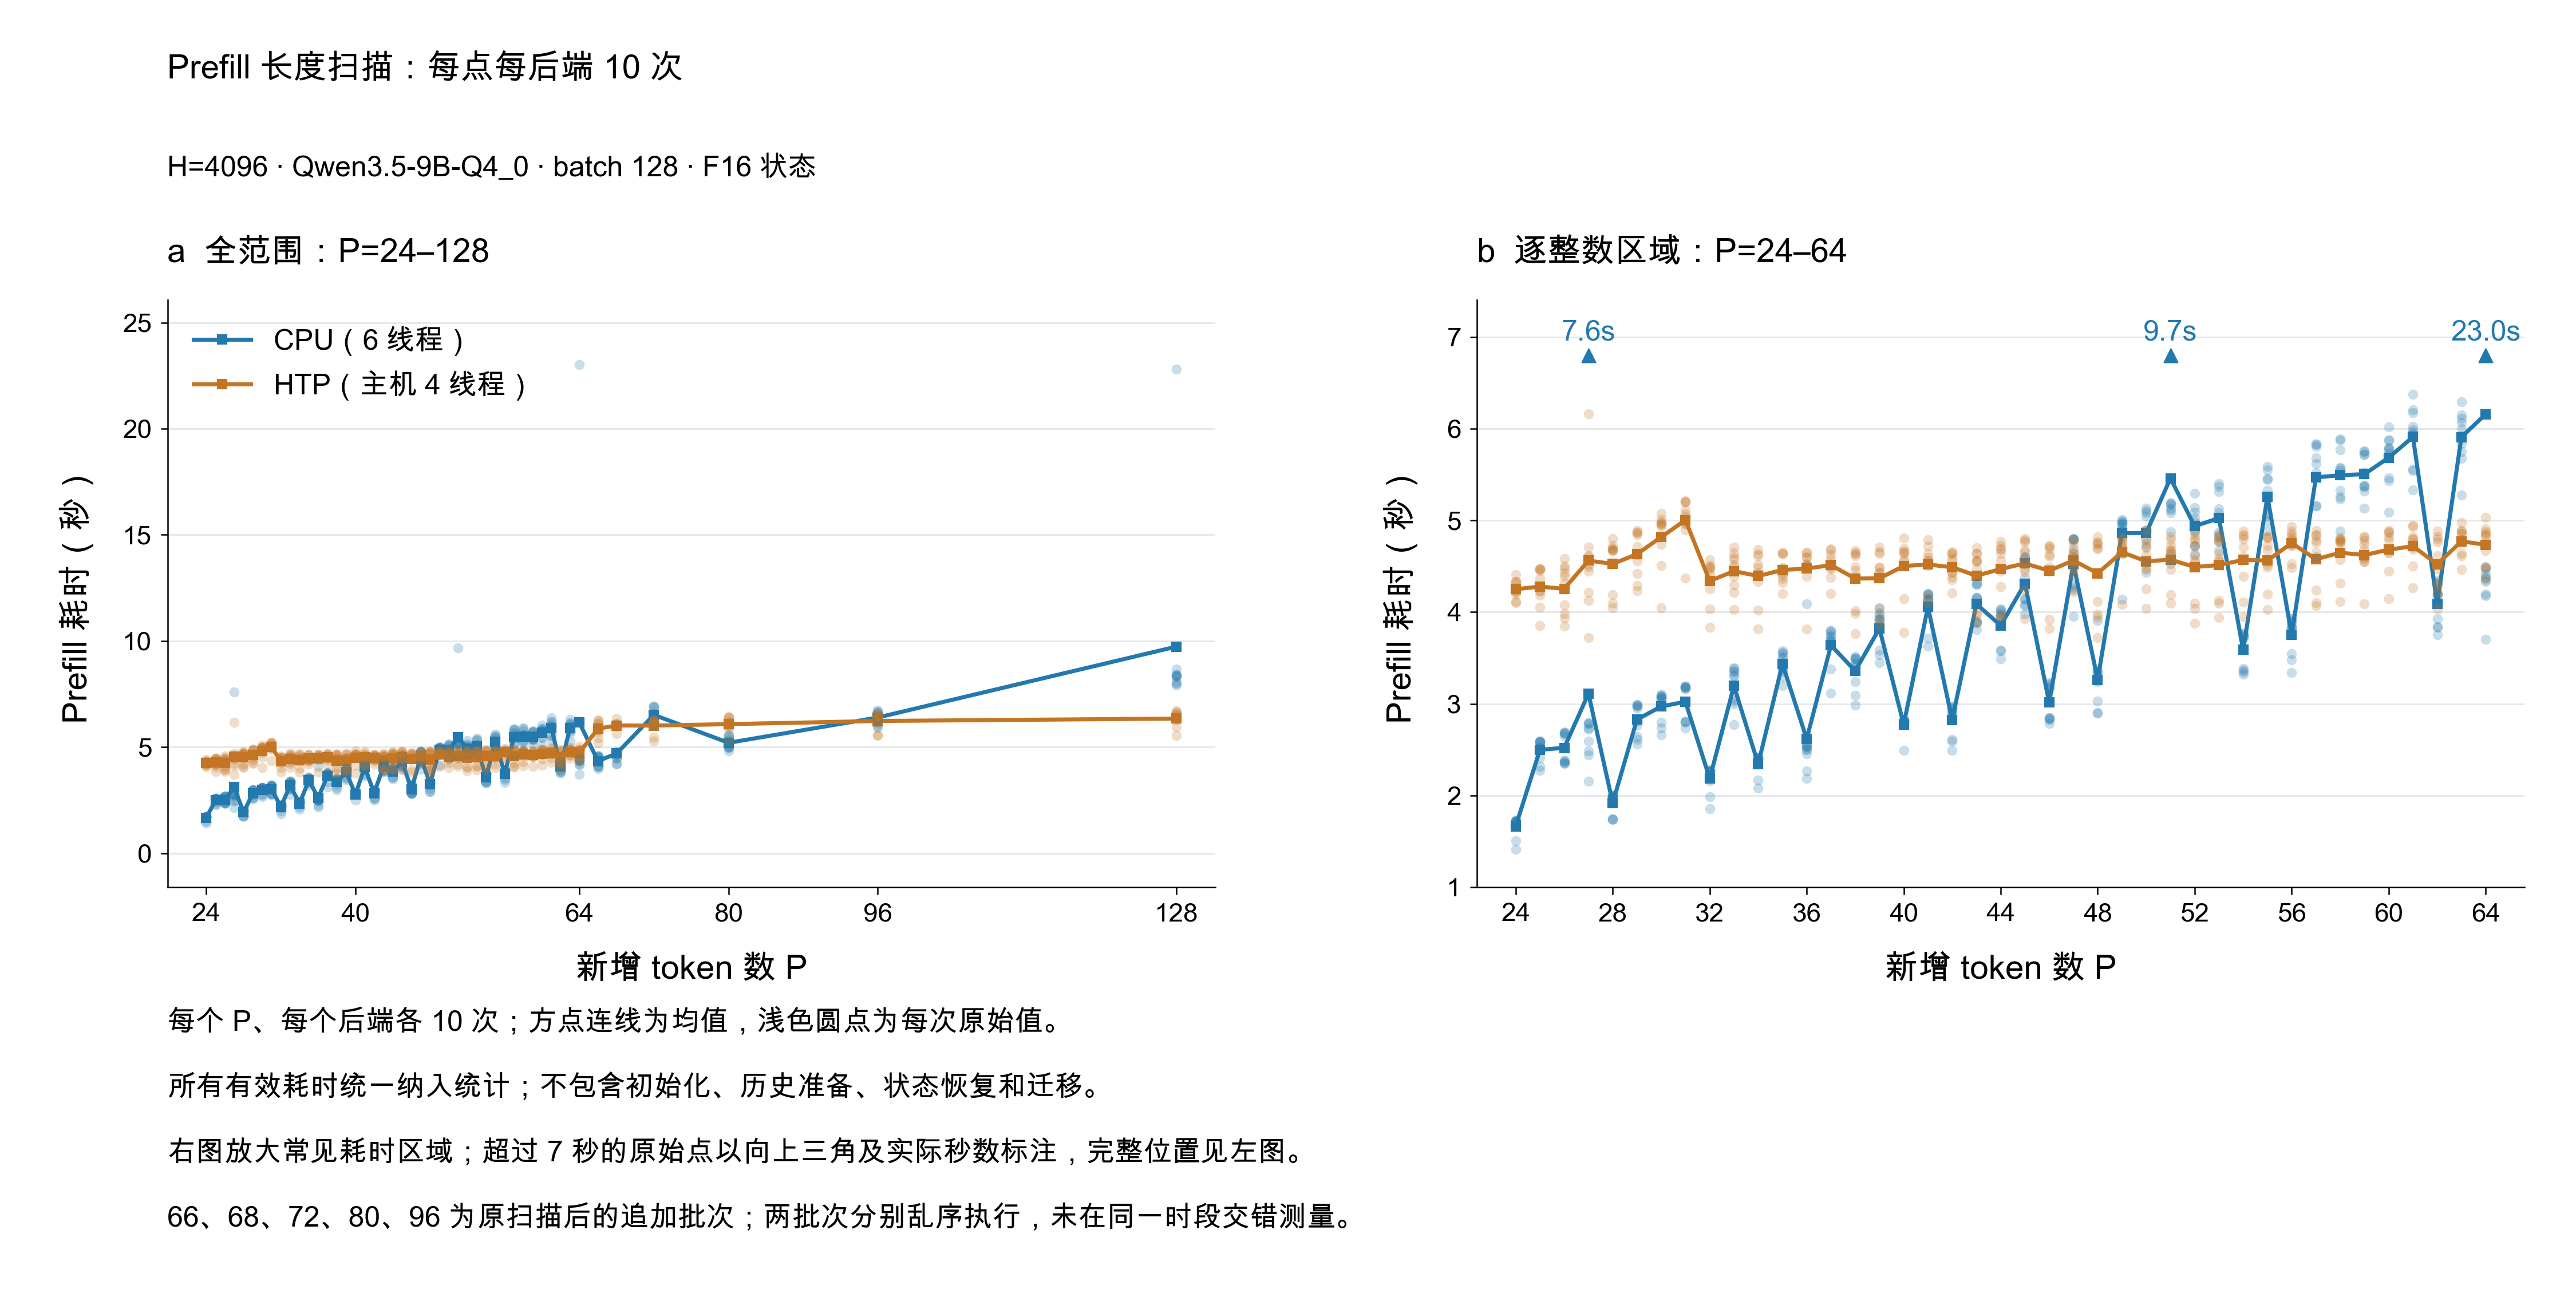 Prefill 长度扫描：每点每后端 10 次
H=4096 · Qwen3.5-9B-Q4_0 · batch 128 · F16 状态
a 全范围：P=24–128
25
20
15
10
5
0
Prefill 耗时（秒）
CPU（6 线程）
HTP（主机 4 线程）
24 40 64 80 96 128
新增 token 数 P
b 逐整数区域：P=24–64
7
6
5
4
3
2
1
Prefill 耗时（秒）
7.6s 9.7s 23.0s
24 28 32 36 40 44 48 52 56 60 64
新增 token 数 P
每个 P、每个后端各 10 次；方点连线为均值，浅色圆点为每次原始值。
所有有效耗时统一纳入统计；不包含初始化、历史准备、状态恢复和迁移。
右图放大常见耗时区域；超过 7 秒的原始点以向上三角及实际秒数标注，完整位置见左图。
66、68、72、80、96 为原扫描后的追加批次；两批次分别乱序执行，未在同一时段交错测量。